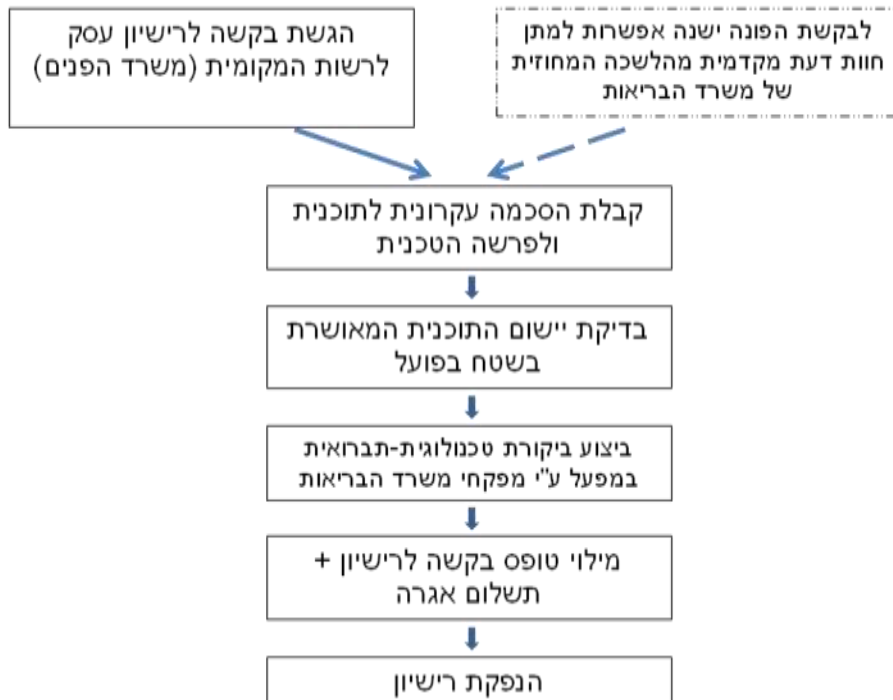 הגשת בקשה לרישיון עסק
לרשות המקומית (משרד הפנים)
לבקשת הפונה ישנה אפשרות למתן
חוות דעת מקדמית מהלשכה המחוזית
של משרד הבריאות
קבלת הסכמה עקרונית לתוכנית
ולפרשה הטכנית
בדיקת יישום התוכנית המאושרת
בשטח בפועל
ביצוע ביקורת טכנולוגית-תברואית
במפעל ע"י מפקחי משרד הבריאות
מילוי טופס בקשה לרישיון +
תשלום אגרה
הנפקת רישיון